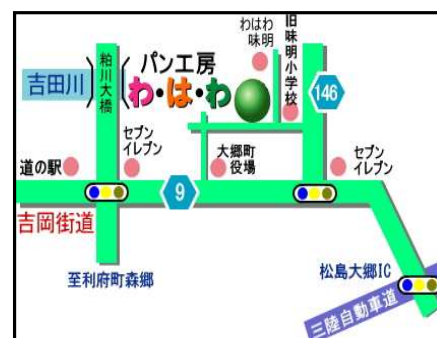 わはわ
味明
旧味明小学校
粕川大橋
パン工房
わ・は・わ
吉田川
146
セブン
イレブン
道の駅
大郷町
役場
セブン
イレブン
9
吉岡街道
至利府町森郷
松島大郷IC
三陸自動車道